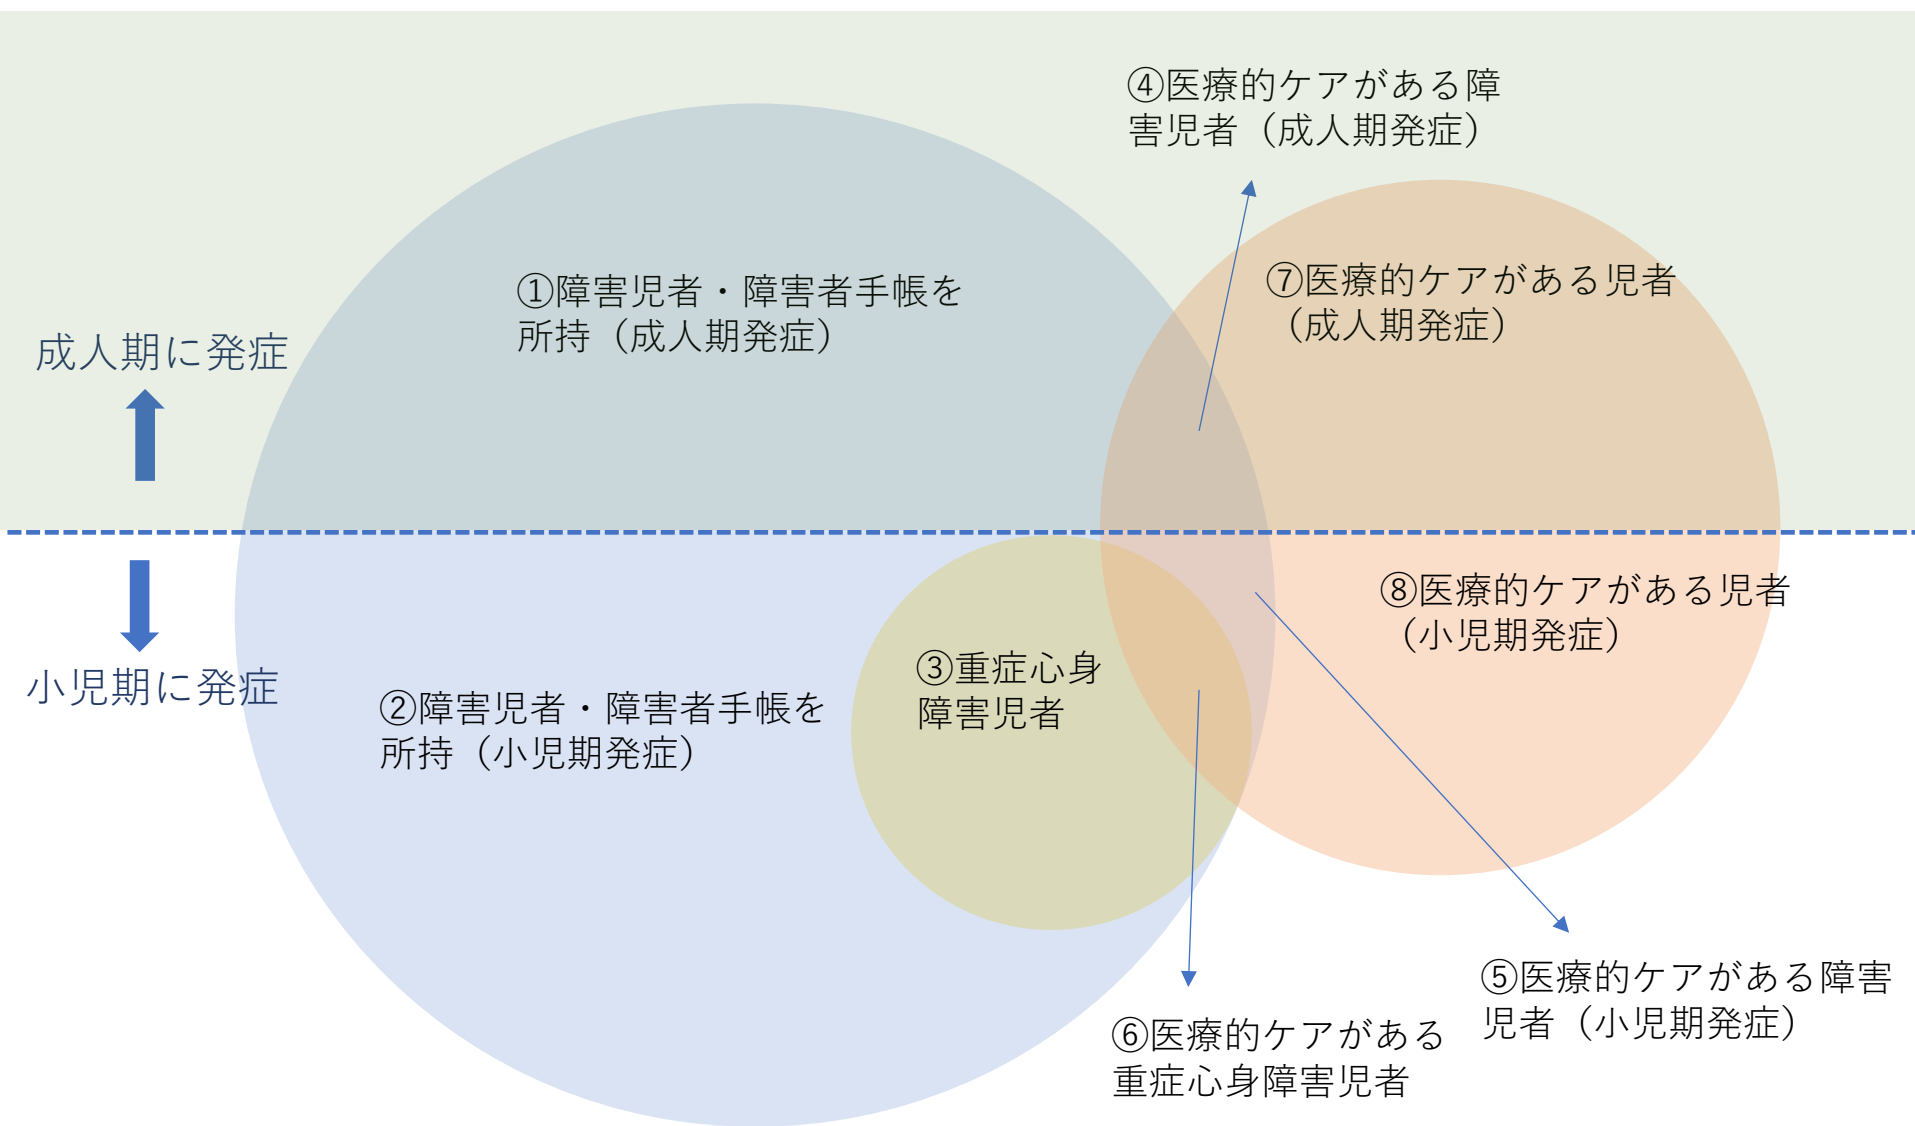 ④医療的ケアがある障
害児者（成人期発症）
①障害児者・障害者手帳を
所持（成人期発症）
⑦医療的ケアがある児者
（成人期発症）
成人期に発症
小児期に発症
⑧医療的ケアがある児者
（小児期発症）
③重症心身
障害児者
②障害児者・障害者手帳を
所持（小児期発症）
⑤医療的ケアがある障害
児者（小児期発症）
⑥医療的ケアがある
重症心身障害児者